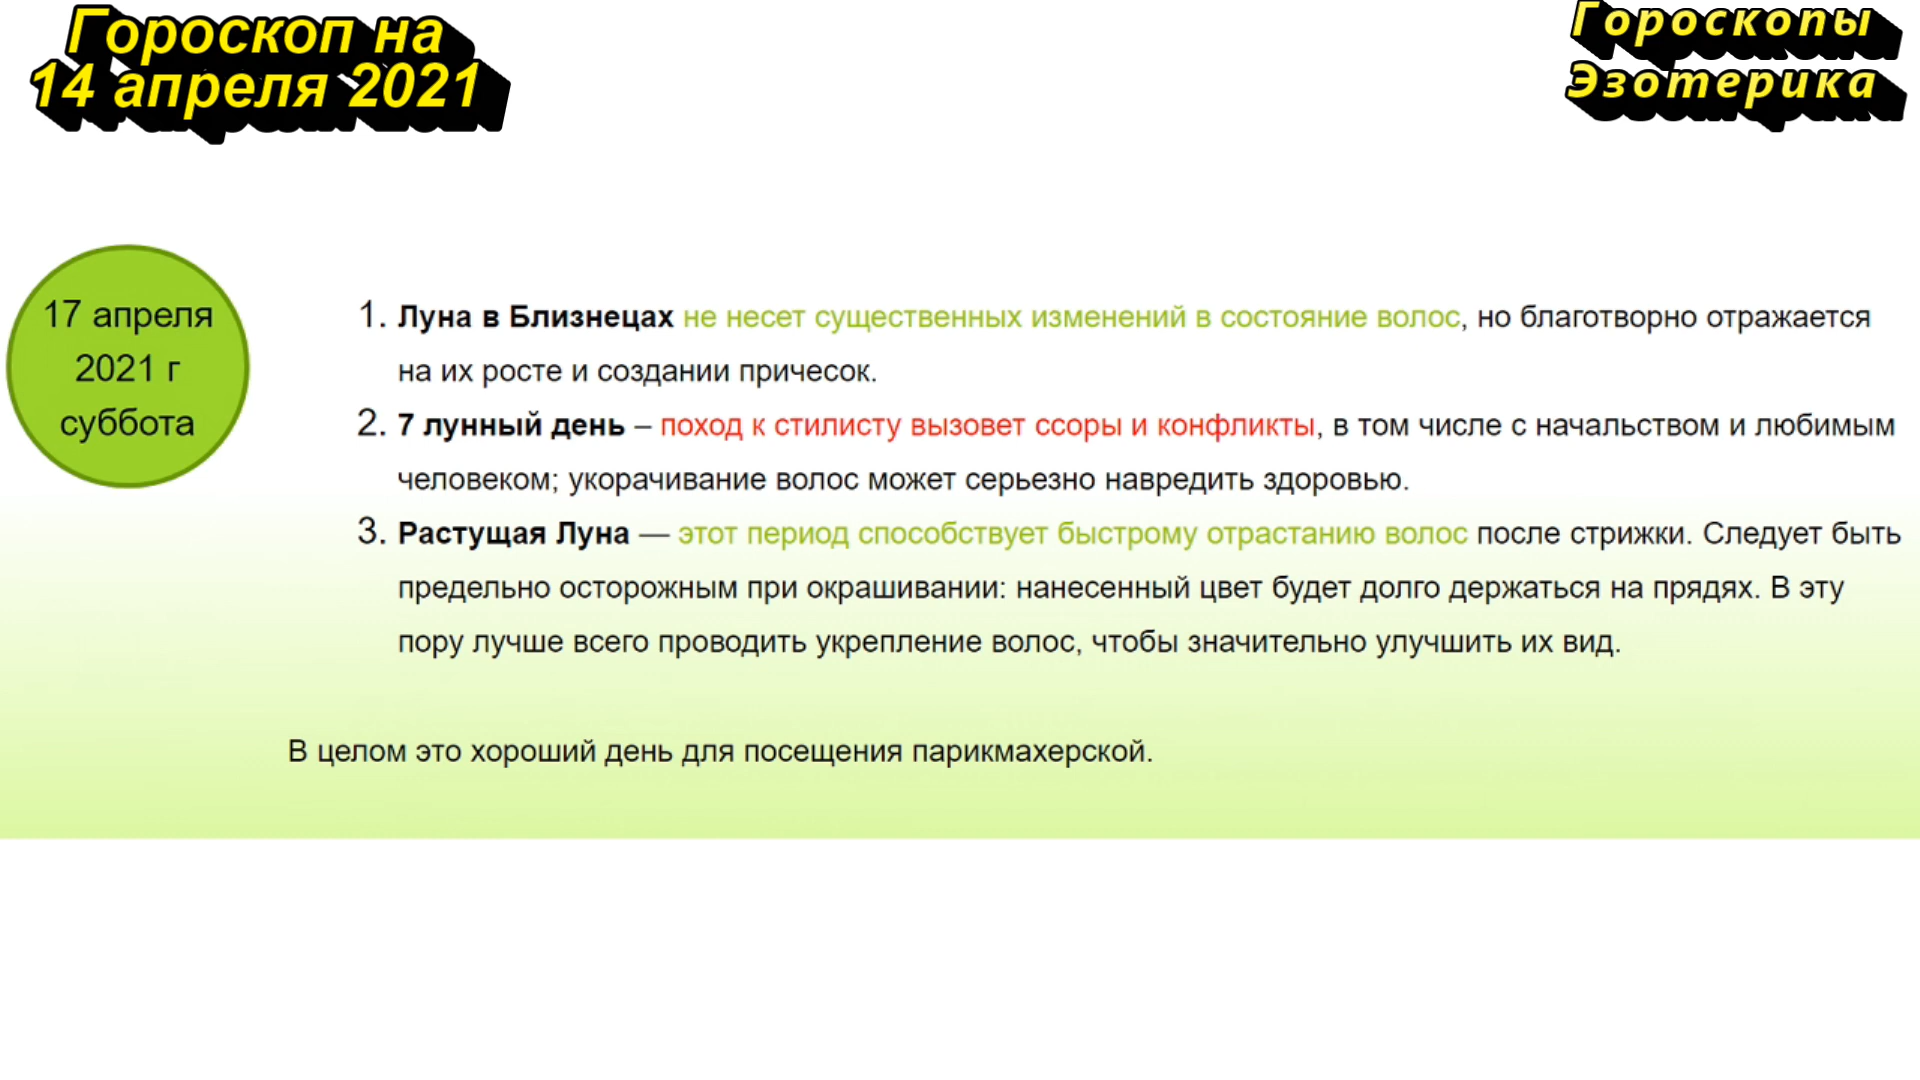 Гороскоп на
14 апреля 2021
Гороскопы
Эзотерика
17 апреля
2021 г
суббота
1. Луна в Близнецах не несет существенных изменений в состояние волос, но благотворно отражается
на их росте и создании причесок.
2. 7 лунный день – поход к стилисту вызовет ссоры и конфликты, в том числе с начальством и любимым
человеком; укорачивание волос может серьезно навредить здоровью.
3. Растущая Луна — этот период способствует быстрому отрастанию волос после стрижки. Следует быть
предельно осторожным при окрашивании: нанесенный цвет будет долго держаться на прядях. В эту
пору лучше всего проводить укрепление волос, чтобы значительно улучшить их вид.
В целом это хороший день для посещения парикмахерской.